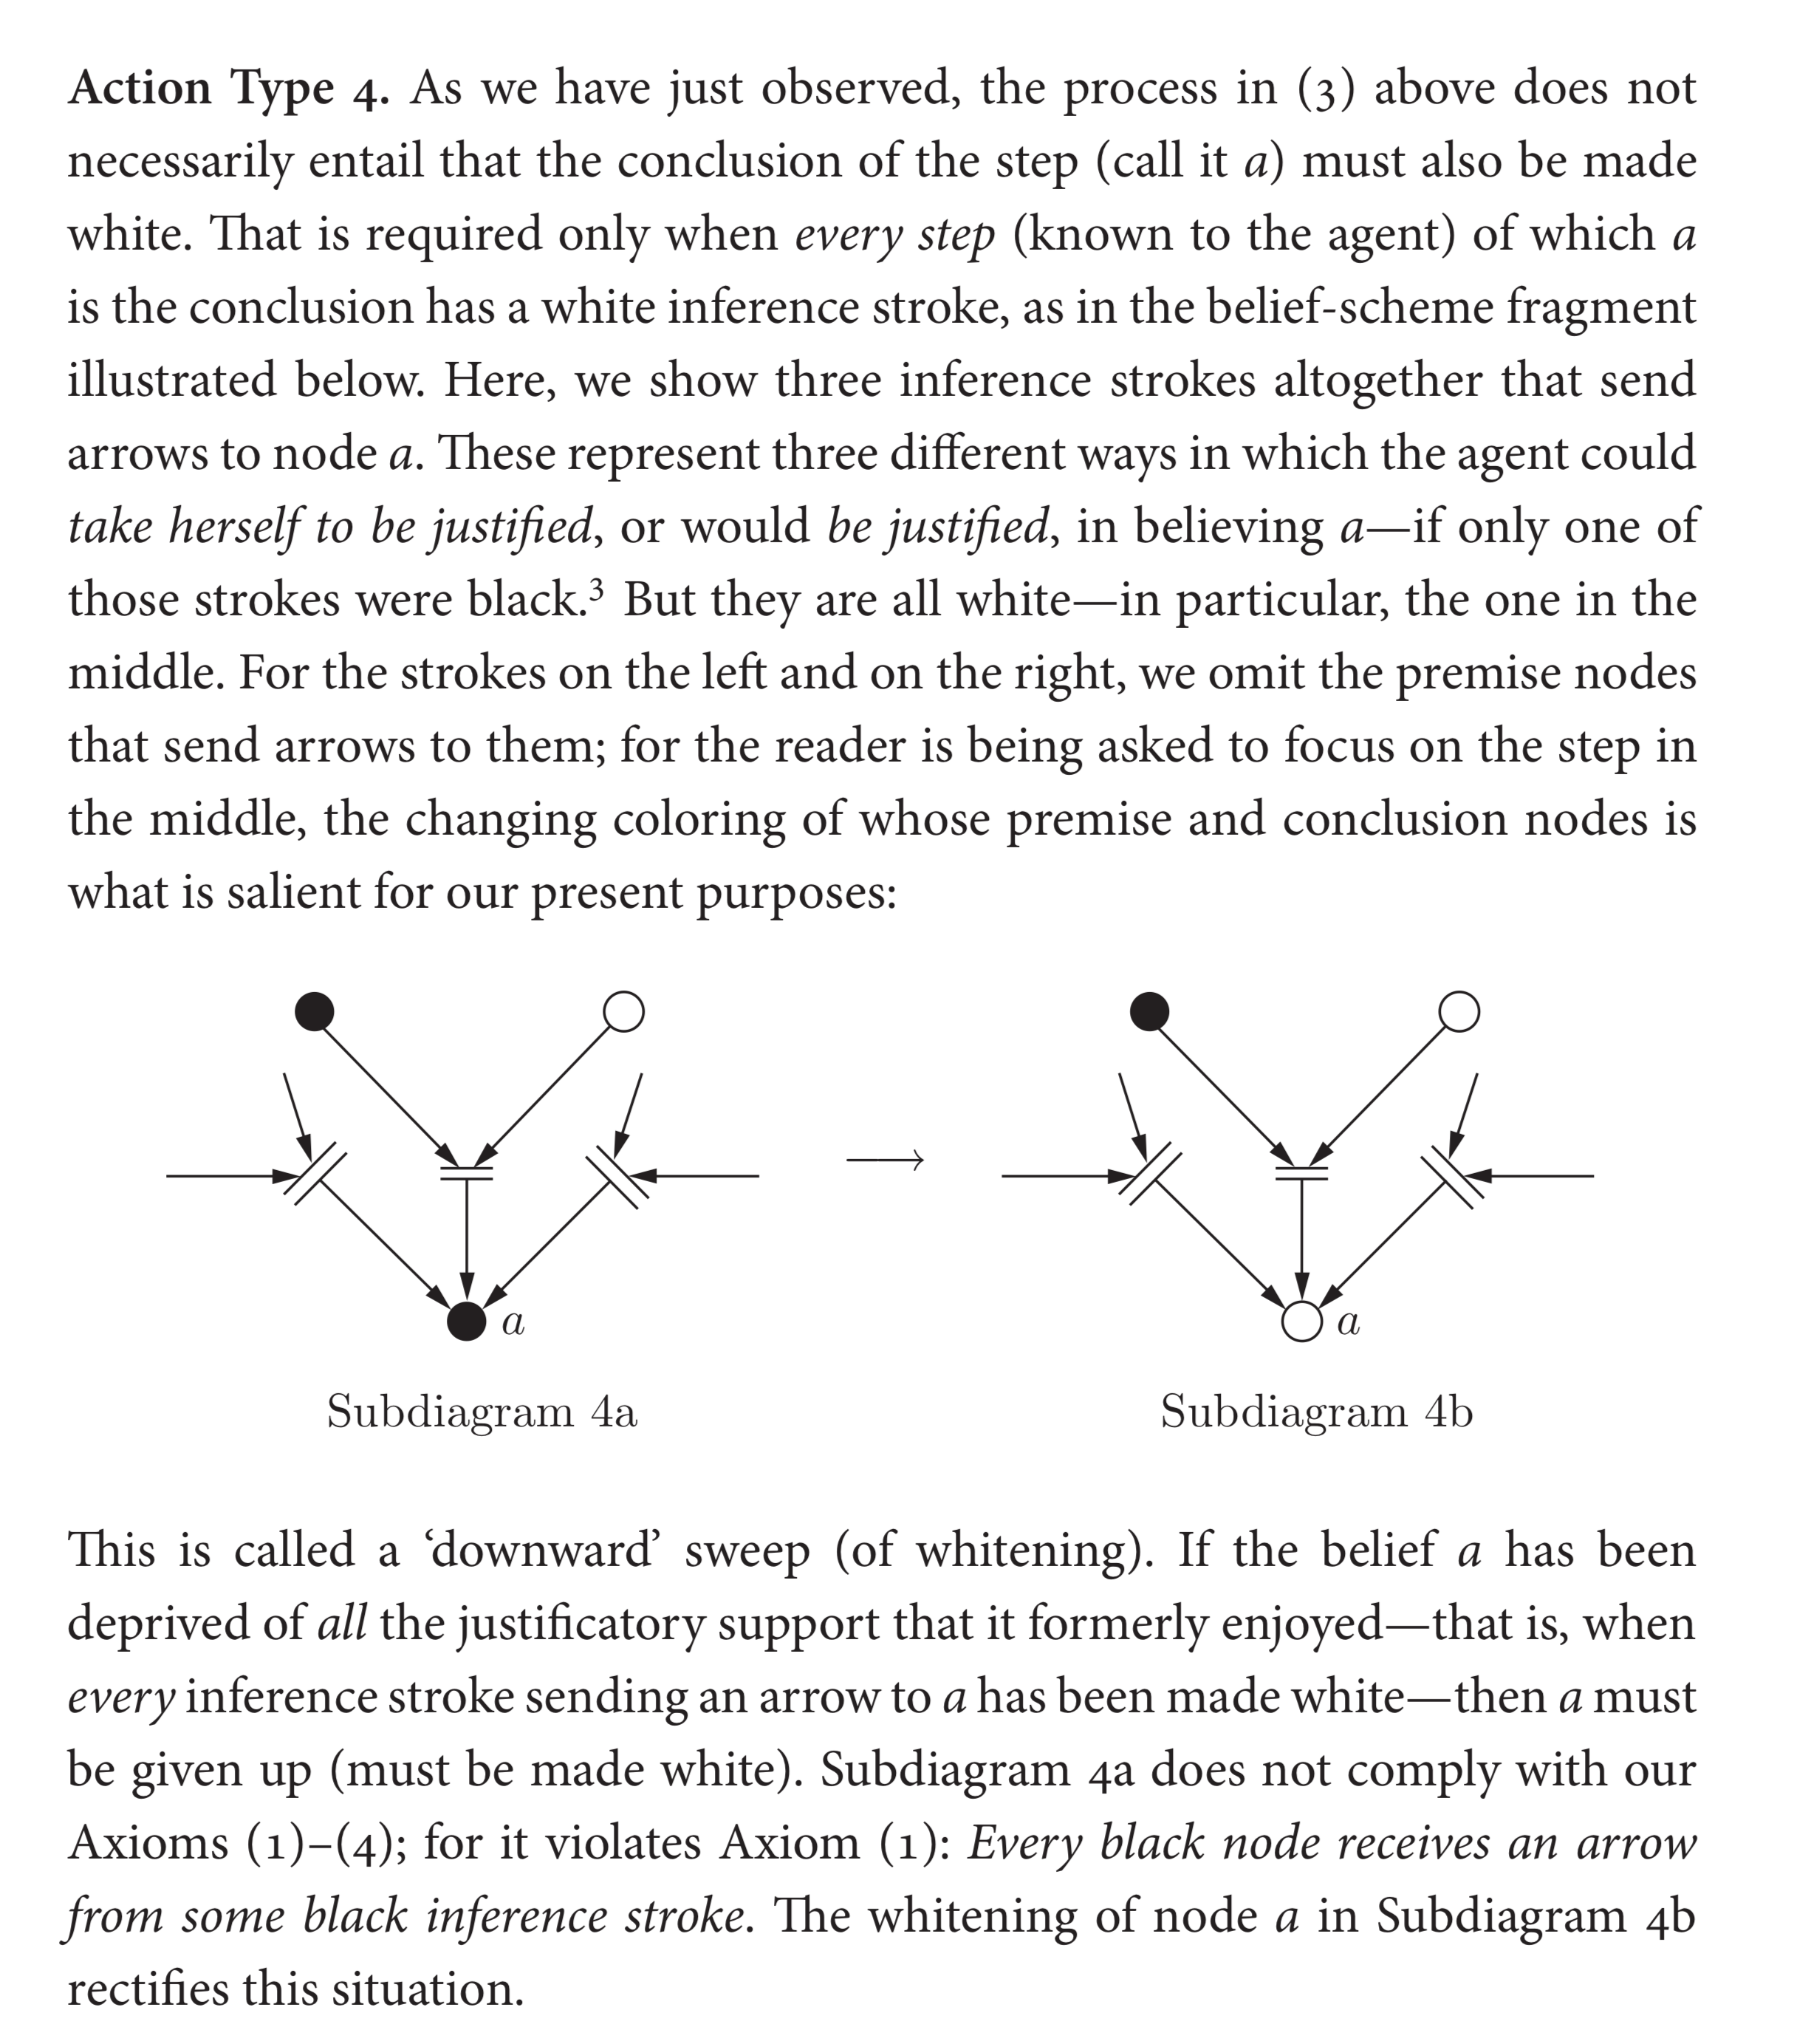 Action Type 4. As we have just observed, the process in (3) above does not
necessarily entail that the conclusion of the step (call it a) must also be made
white. That is required only when every step (known to the agent) of which a
is the conclusion has a white inference stroke, as in the belief-scheme fragment
illustrated below. Here, we show three inference strokes altogether that send
arrows to node a. These represent three different ways in which the agent could
take herself to be justified, or would be justified, in believing a—if only one of
those strokes were black.³ But they are all white—in particular, the one in the
middle. For the strokes on the left and on the right, we omit the premise nodes
that send arrows to them; for the reader is being asked to focus on the step in
the middle, the changing coloring of whose premise and conclusion nodes is
what is salient for our present purposes:
a
a
Subdiagram 4a
Subdiagram 4b
This is called a ‘downward’ sweep (of whitening). If the belief a has been
deprived of all the justificatory support that it formerly enjoyed—that is, when
every inference stroke sending an arrow to a has been made white—then a must
be given up (must be made white). Subdiagram 4a does not comply with our
Axioms (1)–(4); for it violates Axiom (1): Every black node receives an arrow
from some black inference stroke. The whitening of node a in Subdiagram 4b
rectifies this situation.